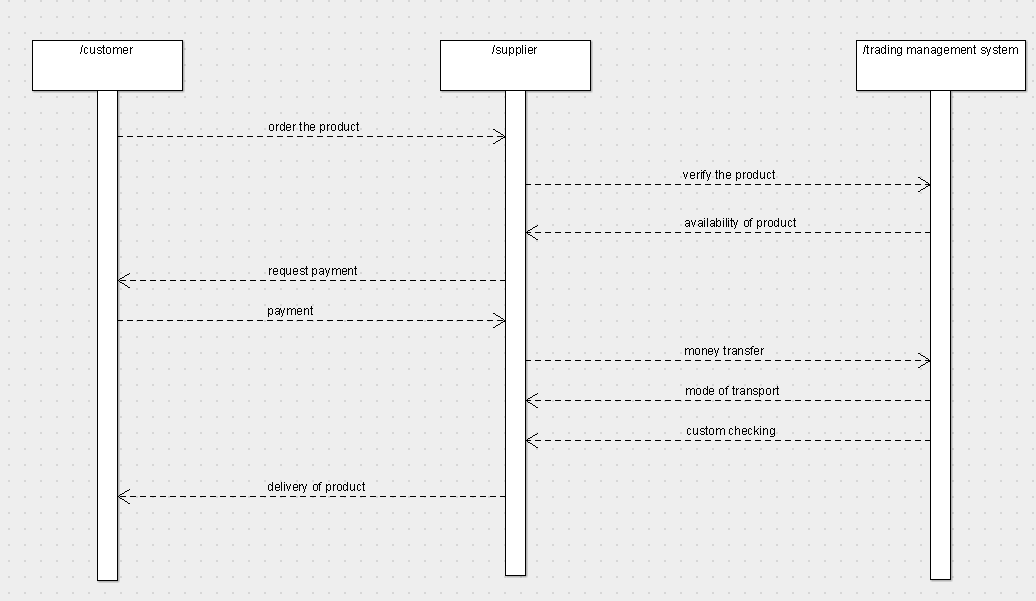 /customer
/supplier
/trading management system
order the product
verify the product
availability of product
request payment
payment
money transfer
mode of transport
custom checking
delivery of product